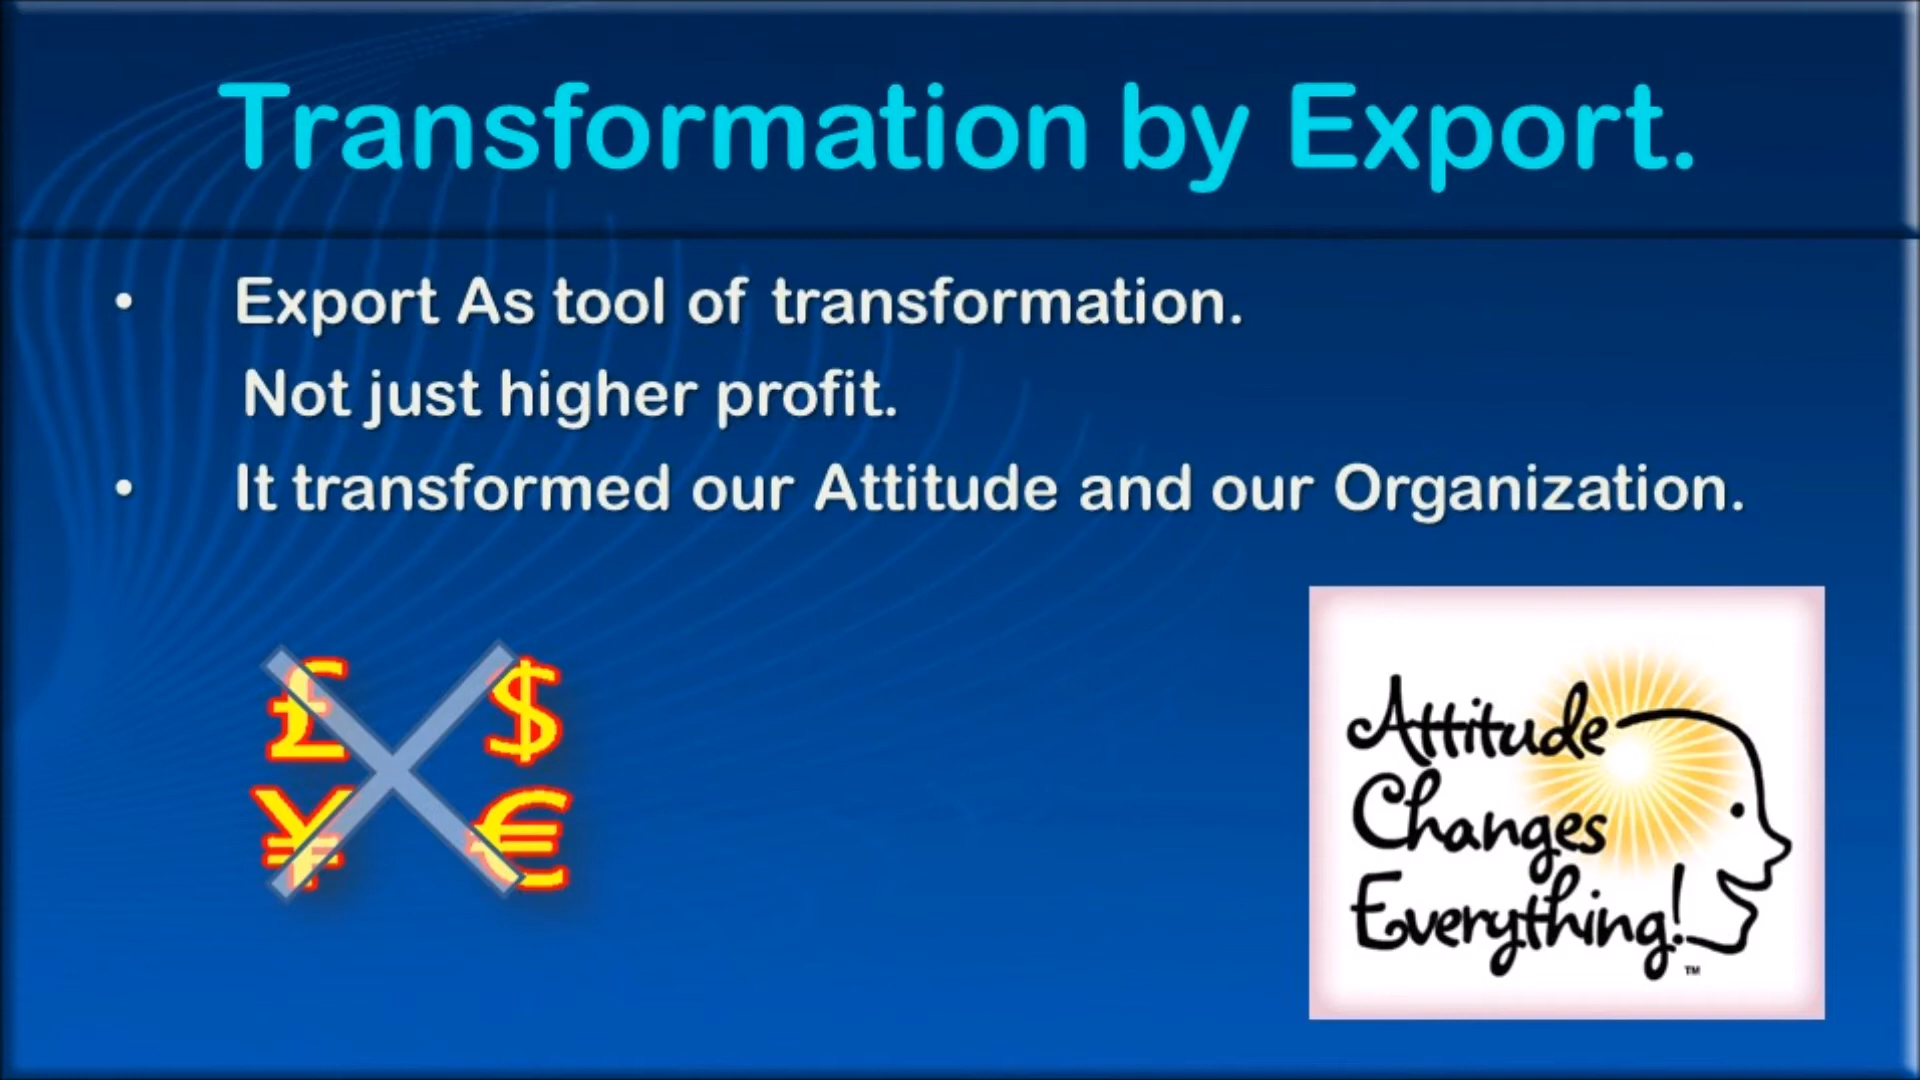 Transformation by Export.
• Export As tool of transformation.
Not just higher profit.
• It transformed our Attitude and our Organization.
£ $
¥ €
Attitude
Changes
Everything!
TM